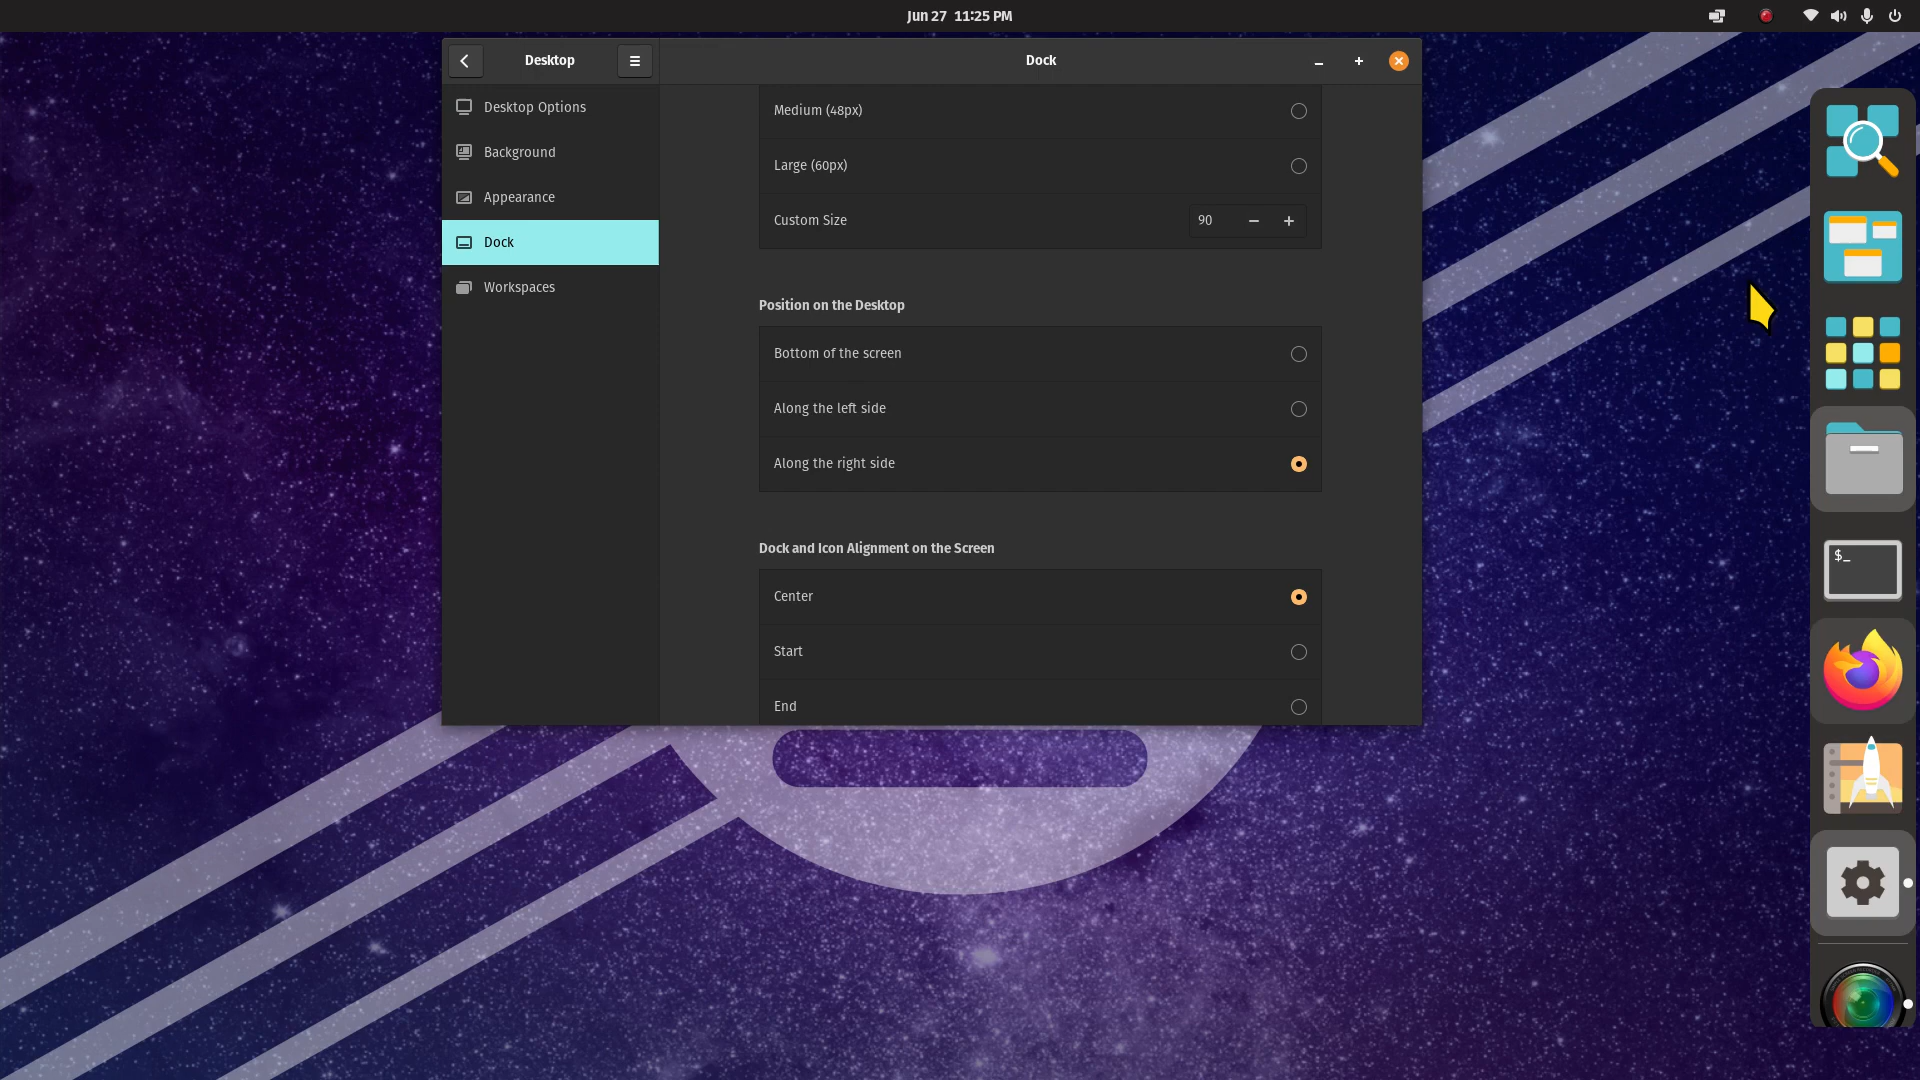 Jun 27 11:25 PM
Desktop
Dock
Desktop Options
Background
Appearance
Dock
Workspaces
Medium (48px)
Large (60px)
Custom Size 90 − +
Position on the Desktop
Bottom of the screen
Along the left side
Along the right side
Dock and Icon Alignment on the Screen
Center
Start
End
$_